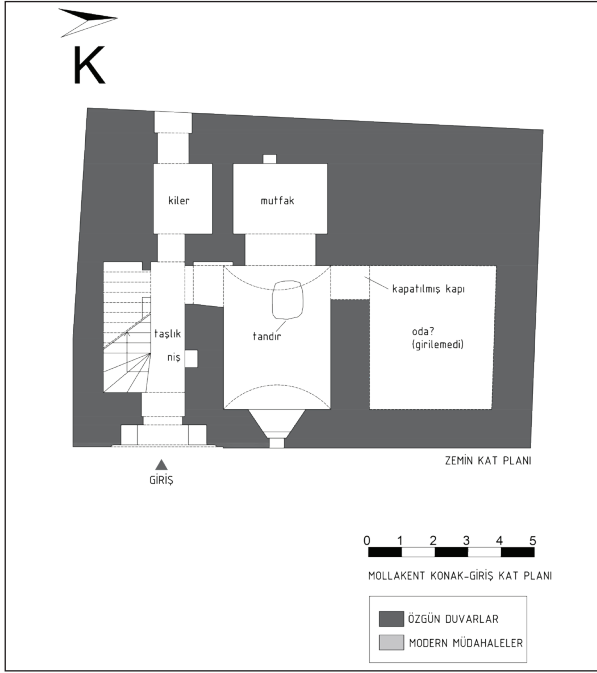 K
kiler
mutfak
kapatılmış kapı
taşlık
tandır
oda?
(girilemedi)
niş
ZEMİN KAT PLANI
GİRİŞ
0 1 2 3 4 5
MOLLAKENT KONAK-GİRİŞ KAT PLANI
ÖZGÜN DUVARLAR
MODERN MÜDAHALELER